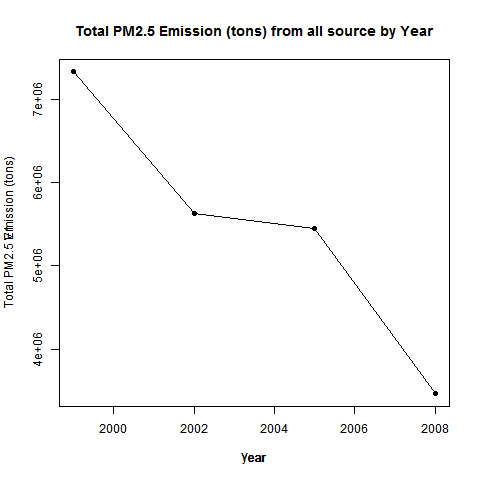 Total PM2.5 Emission (tons) from all source by Year
7e+06
6e+06
5e+06
4e+06
Total PM2.5 Emission (tons)
2000 2002 2004 2006 2008
Year